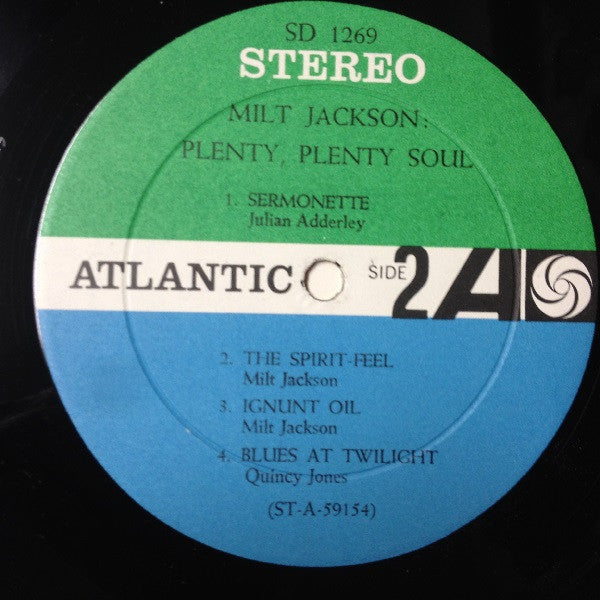 SD 1269
STEREO
MILT JACKSON:
PLENTY, PLENTY SOUL
1. SERMONETTE
Julian Adderley
ATLANTIC SIDE 2 A
2. THE SPIRIT-FEEL
Milt Jackson
3. IGNUNT OIL
Milt Jackson
4. BLUES AT TWILIGHT
Quincy Jones
(ST-A-59154)